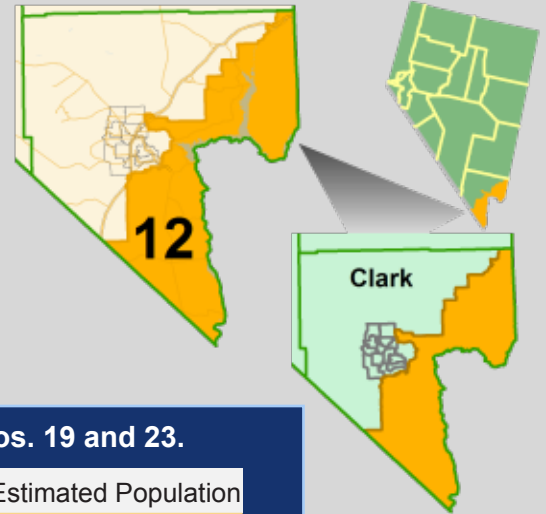 12
Clark
os. 19 and 23.
Estimated Population